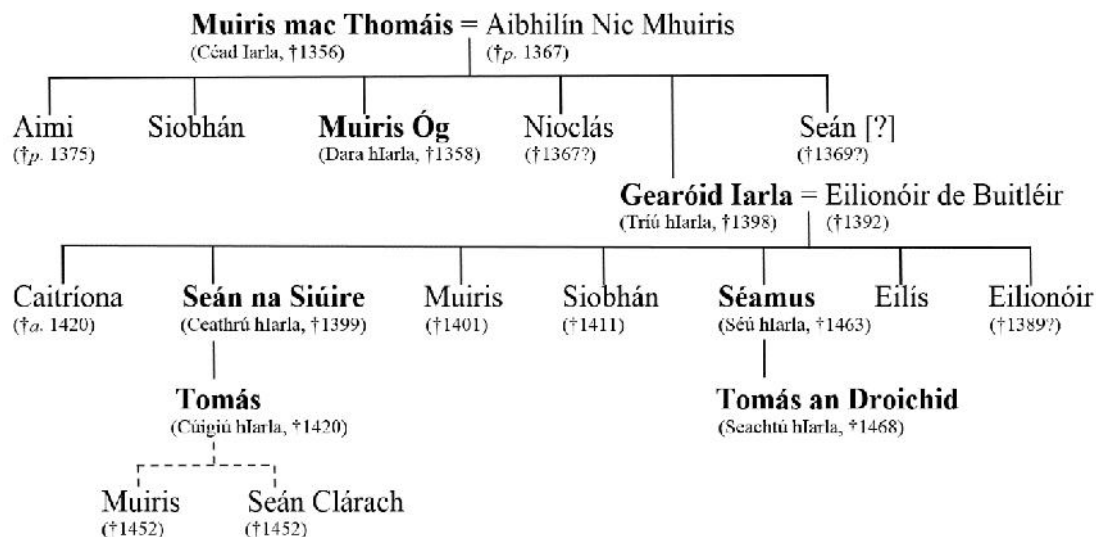 Muiris mac Thomáis = Aibhilín Nic Mhuiris
(Céad Iarla, †1356) (†p. 1367)
Aimi Siobhán Muiris Óg Nioclás Seán [?]
(†p. 1375) (Dara hIarla, †1358) (†1367?) (†1369?)
Gearóid Iarla = Eilionóir de Buitléir
(Tríú hIarla, †1398) (†1392)
Caitríona Seán na Siúire Muiris Siobhán Séamus Eilís Eilionóir
(†a. 1420) (Ceathrú hIarla, †1399) (†1401) (†1411) (Séú hIarla, †1463) (†1389?)
Tomás Tomás an Droichid
(Cúigiú hIarla, †1420) (Seachtú hIarla, †1468)
Muiris Seán Clárach
(†1452) (†1452)